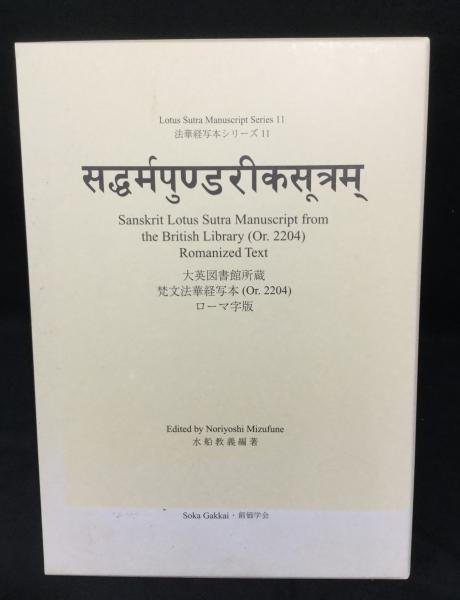 Lotus Sutra Manuscript Series 11
法華経写本シリーズ 11
सद्धर्मपुण्डरीकसूत्रम्
Sanskrit Lotus Sutra Manuscript from
the British Library (Or. 2204)
Romanized Text
大英図書館所蔵
梵文法華経写本 (Or. 2204)
ローマ字版
Edited by Noriyoshi Mizufune
水船教義編著
Soka Gakkai・創価学会